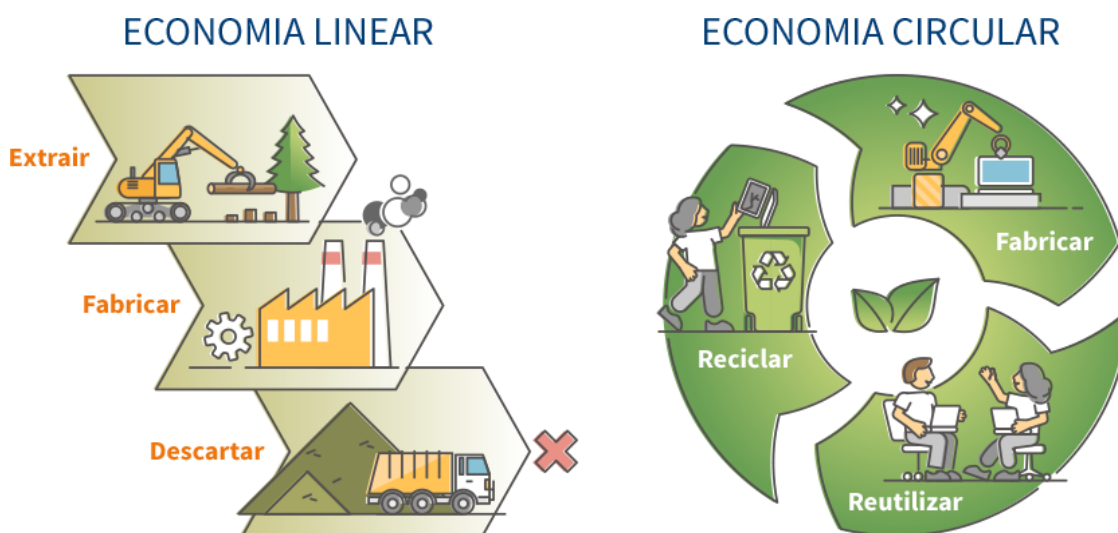 ECONOMIA LINEAR
Extrair
Fabricar
Descartar
ECONOMIA CIRCULAR
Fabricar
Reutilizar
Reciclar